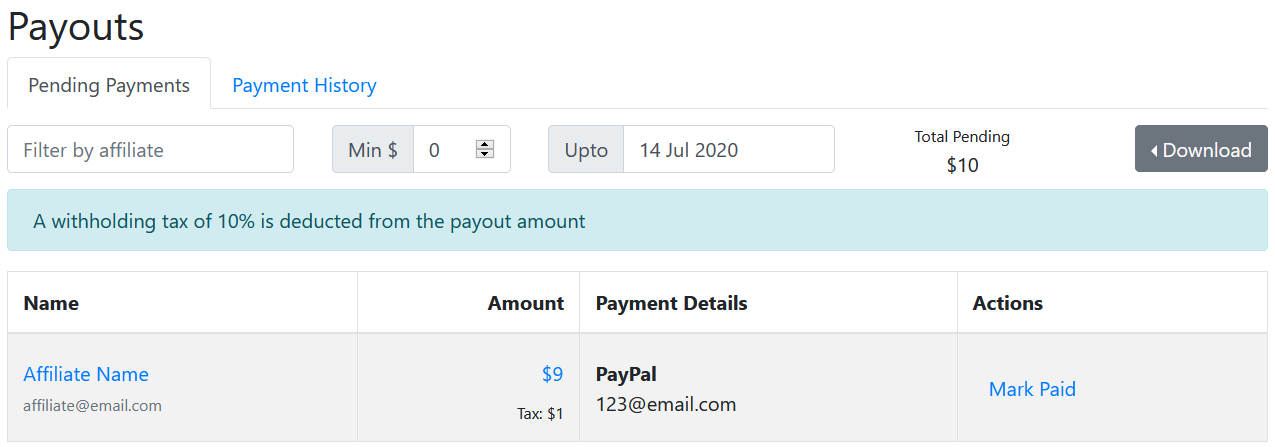 Payouts
Pending Payments Payment History
Filter by affiliate Min $ 0 Upto 14 Jul 2020 Total Pending $10 Download
A withholding tax of 10% is deducted from the payout amount
Name Amount Payment Details Actions
Affiliate Name $9 PayPal Mark Paid
affiliate@email.com Tax: $1 123@email.com